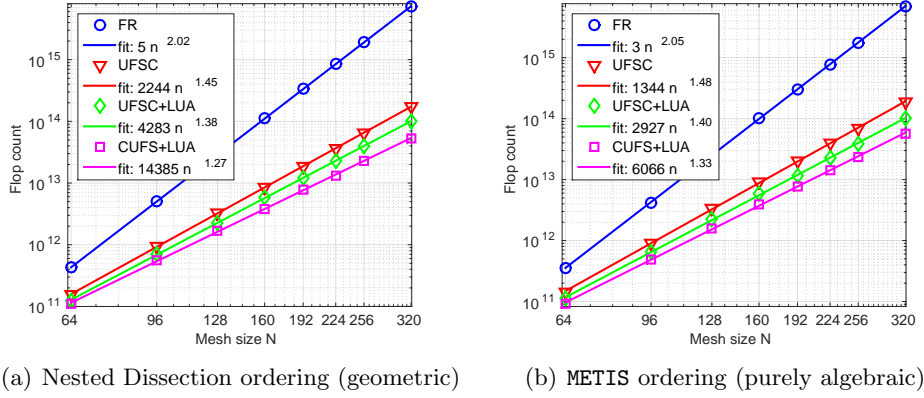 Flop count
10^15
10^14
10^13
10^12
10^11
FR
fit: 5 n^2.02
UFSC
fit: 2244 n^1.45
UFSC+LUA
fit: 4283 n^1.38
CUFS+LUA
fit: 14385 n^1.27
64 96 128 160 192 224 256 320
Mesh size N
(a) Nested Dissection ordering (geometric)
Flop count
10^15
10^14
10^13
10^12
10^11
FR
fit: 3 n^2.05
UFSC
fit: 1344 n^1.48
UFSC+LUA
fit: 2927 n^1.40
CUFS+LUA
fit: 6066 n^1.33
64 96 128 160 192 224 256 320
Mesh size N
(b) METIS ordering (purely algebraic)